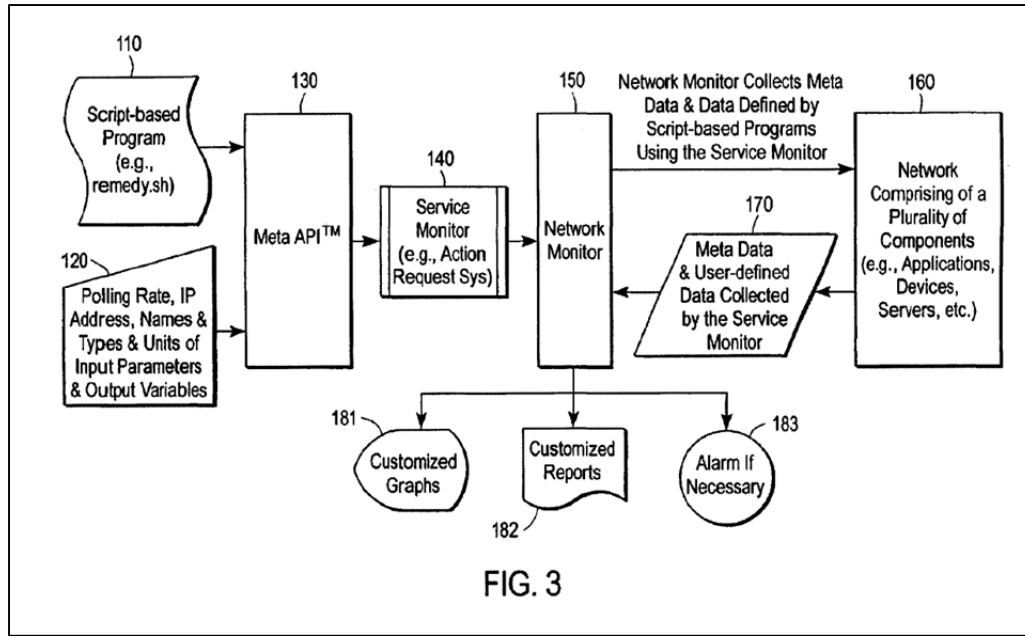 110
Script-based
Program
(e.g.,
remedy.sh)
120
Polling Rate, IP
Address, Names &
Types & Units of
Input Parameters
& Output Variables
130
Meta API™
140
Service
Monitor
(e.g., Action
Request Sys)
150
Network
Monitor
Network Monitor Collects Meta
Data & Data Defined by
Script-based Programs
Using the Service Monitor
160
Network
Comprising of a
Plurality of
Components
(e.g., Applications,
Devices,
Servers, etc.)
170
Meta Data
& User-defined
Data Collected
by the Service
Monitor
181
Customized
Graphs
Customized
Reports
182
183
Alarm If
Necessary
FIG. 3